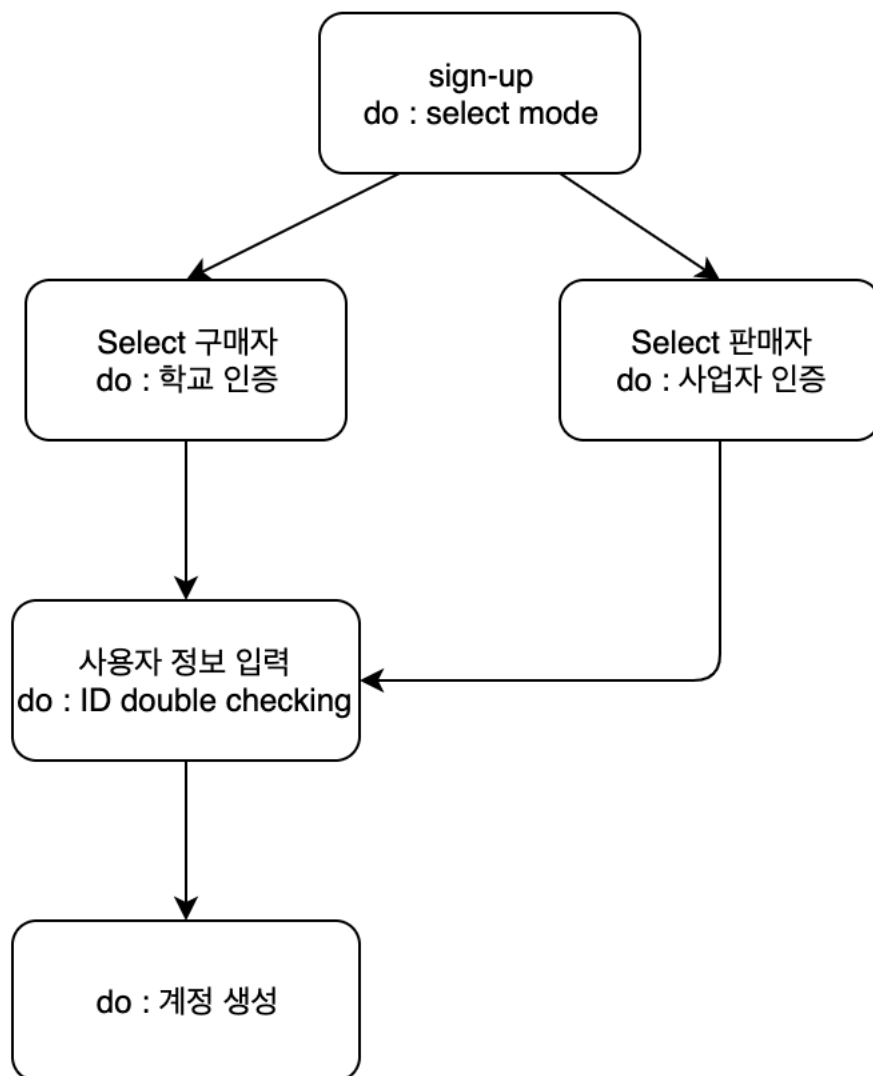 sign-up
do : select mode
Select 구매자
do : 학교 인증
Select 판매자
do : 사업자 인증
사용자 정보 입력
do : ID double checking
do : 계정 생성